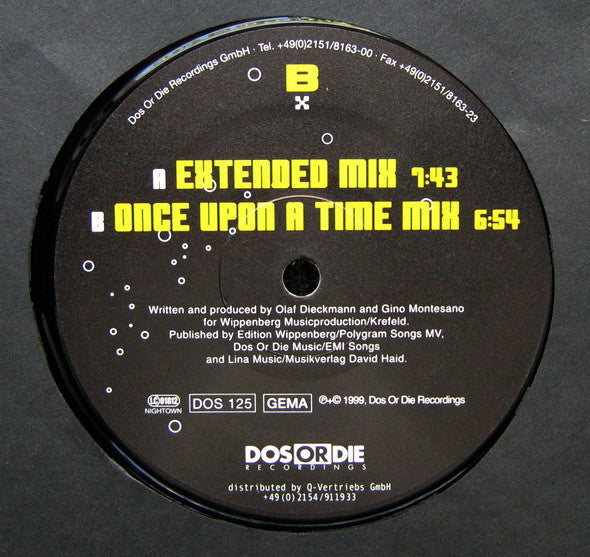 Dos Or Die Recordings GmbH · Tel. +49(0)2151/8163-00 · Fax +49(0)2151/8163-23
B
x
A EXTENDED MIX 7:43
B ONCE UPON A TIME MIX 6:54
Written and produced by Olaf Dieckmann and Gino Montesano
for Wippenberg Musicproduction/Krefeld.
Published by Edition Wippenberg/Polygram Songs MV,
Dos Or Die Music/EMI Songs
and Lina Music/Musikverlag David Haid.
LC 01812 DOS 125 GEMA ℗+© 1999, Dos Or Die Recordings
NIGHTOWN
DOS OR DIE
RECORDINGS
distributed by Q-Vertriebs GmbH
+49(0)2154/911933